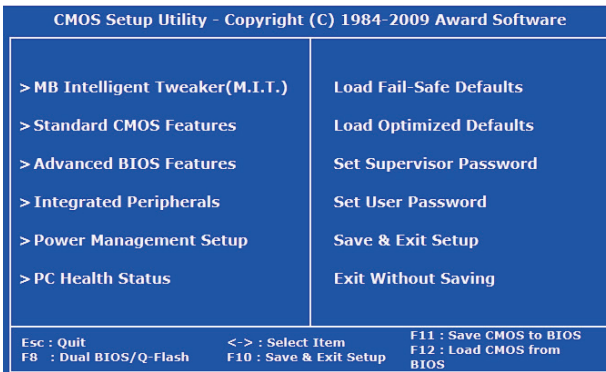 CMOS Setup Utility - Copyright (C) 1984-2009 Award Software
> MB Intelligent Tweaker(M.I.T.)
> Standard CMOS Features
> Advanced BIOS Features
> Integrated Peripherals
> Power Management Setup
> PC Health Status
Load Fail-Safe Defaults
Load Optimized Defaults
Set Supervisor Password
Set User Password
Save & Exit Setup
Exit Without Saving
Esc : Quit
F8 : Dual BIOS/Q-Flash
<-> : Select Item
F10 : Save & Exit Setup
F11 : Save CMOS to BIOS
F12 : Load CMOS from
BIOS